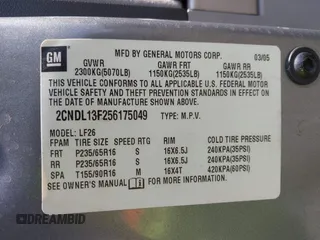 GM
MFD BY GENERAL MOTORS CORP. 03/05
GVWR GAWR FRT GAWR RR
2300KG(5070LB) 1150KG(2535LB) 1150KG(2535LB)
THIS VEHICLE CONFORMS TO ALL APPLICABLE U.S. FEDERAL
MOTOR VEHICLE SAFETY AND THEFT PREVENTION STANDARDS
IN EFFECT ON THE DATE OF MANUFACTURE SHOWN ABOVE.
2CNDL13F256175049 TYPE: M.P.V.
MODEL: LF26
FPAM TIRE SIZE SPEED RTG RIM COLD TIRE PRESSURE
FRT P235/65R16 S 16X6.5J 240KPA(35PSI)
RR P235/65R16 S 16X6.5J 240KPA(35PSI)
SPA T155/90R16 M 16X4T 420KPA(60PSI)
SEE OWNER'S MANUAL FOR MORE INFORMATION.
DREAMBID